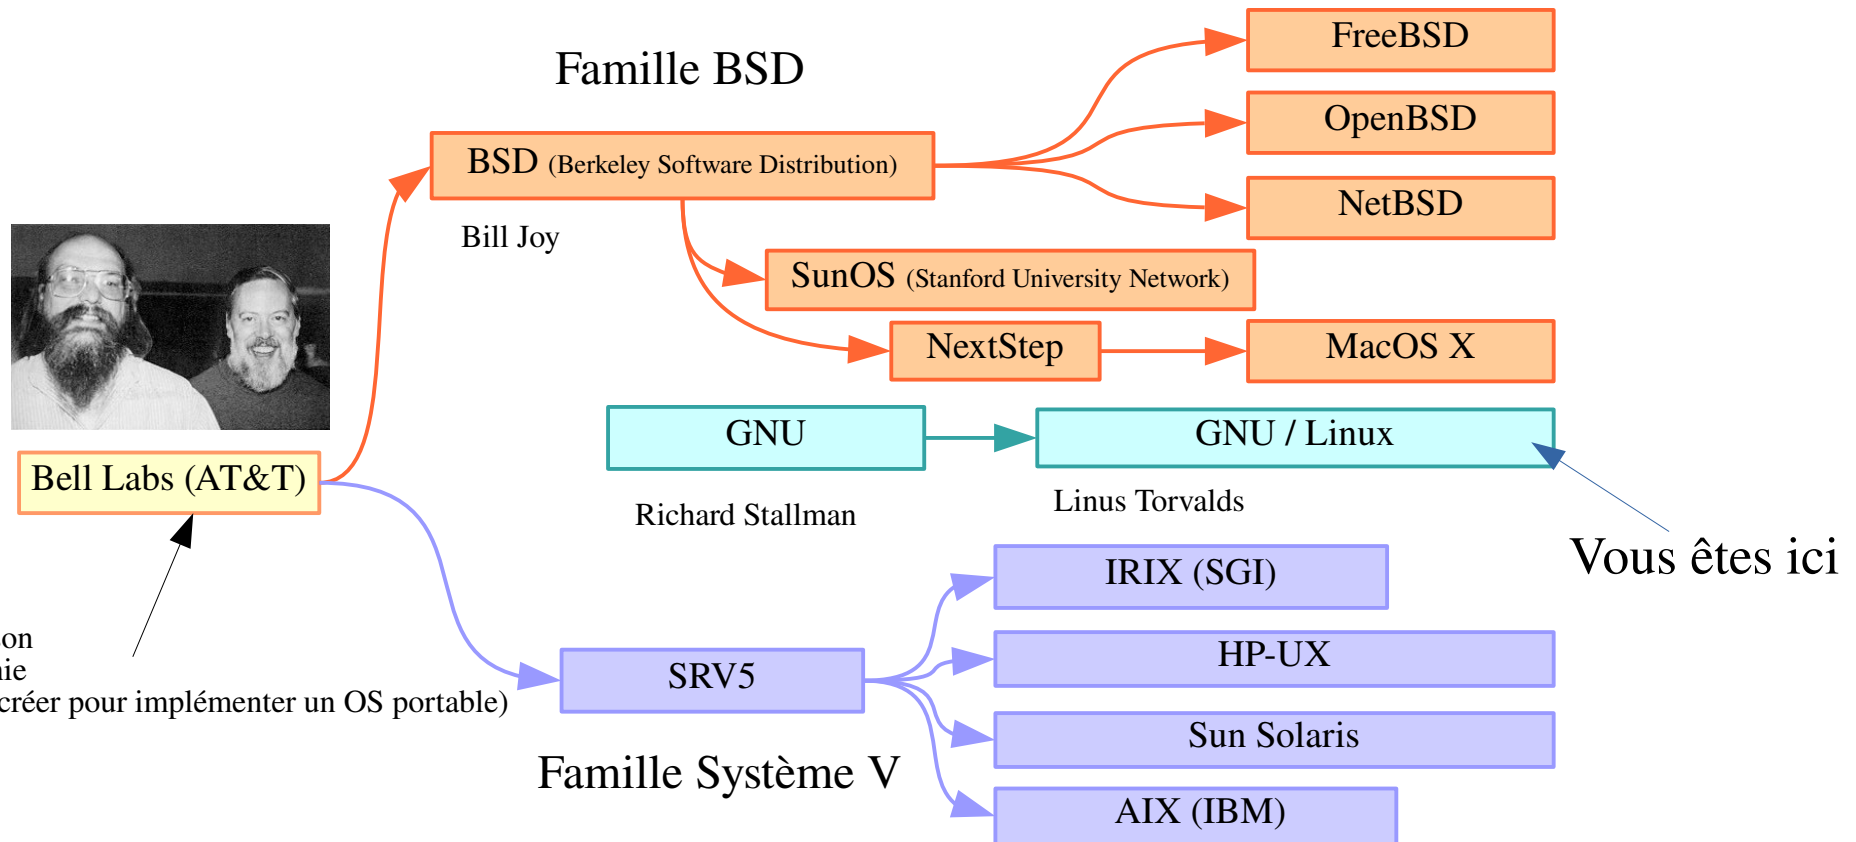 Famille BSD
FreeBSD
OpenBSD
BSD (Berkeley Software Distribution)
NetBSD
Bill Joy
SunOS (Stanford University Network)
NextStep
MacOS X
GNU
GNU / Linux
Bell Labs (AT&T)
Richard Stallman
Linus Torvalds
Vous êtes ici
IRIX (SGI)
HP-UX
SRV5
créer pour implémenter un OS portable)
Sun Solaris
Famille Système V
AIX (IBM)